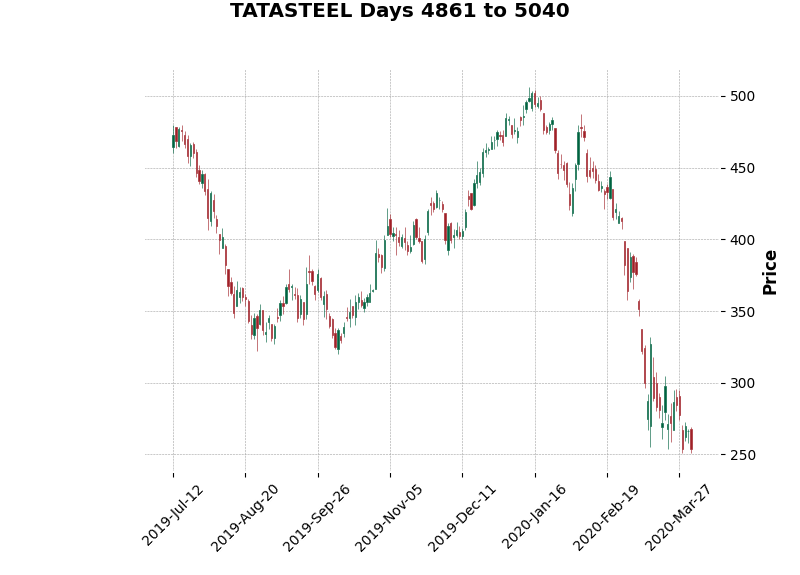 TATASTEEL Days 4861 to 5040
500
450
400
350
300
250
Price
2019-Jul-12
2019-Aug-20
2019-Sep-26
2019-Nov-05
2019-Dec-11
2020-Jan-16
2020-Feb-19
2020-Mar-27